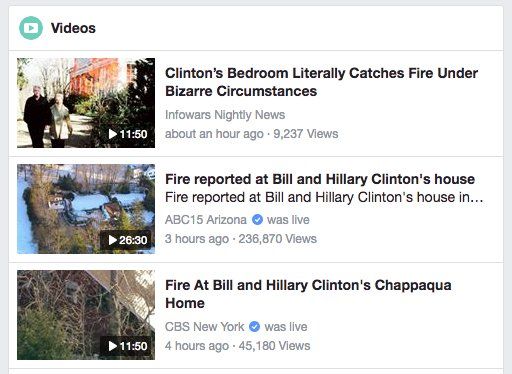 Videos
Clinton’s Bedroom Literally Catches Fire Under
Bizarre Circumstances
Infowars Nightly News
about an hour ago · 9,237 Views
11:50
Fire reported at Bill and Hillary Clinton's house
Fire reported at Bill and Hillary Clinton's house in…
ABC15 Arizona was live
3 hours ago · 236,870 Views
26:30
Fire At Bill and Hillary Clinton's Chappaqua
Home
CBS New York was live
4 hours ago · 45,180 Views
11:50